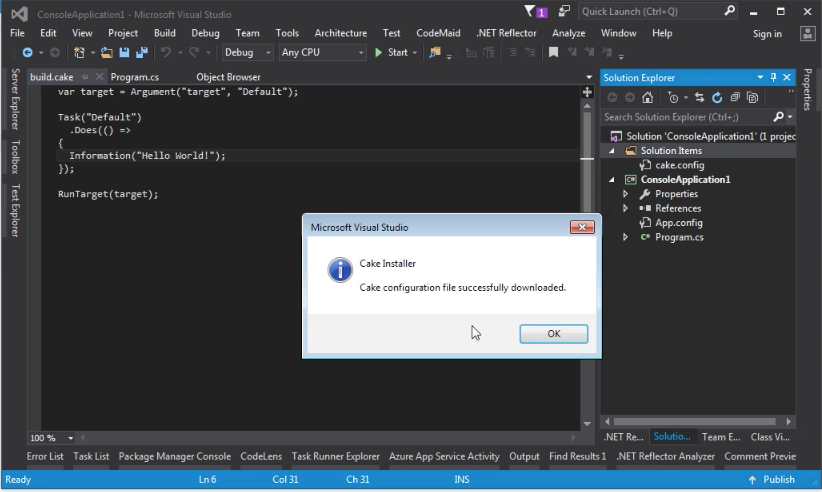 ConsoleApplication1 - Microsoft Visual Studio
1
Quick Launch (Ctrl+Q)
File Edit View Project Build Debug Team Tools Architecture Test CodeMaid .NET Reflector Analyze Window Help Sign in
Debug Any CPU Start
Server Explorer
Toolbox
Test Explorer
build.cake Program.cs Object Browser
var target = Argument("target", "Default");
Task("Default")
.Does(() =>
{
Information("Hello World!");
});
RunTarget(target);
Microsoft Visual Studio
Cake Installer
Cake configuration file successfully downloaded.
OK
Solution Explorer
Search Solution Explorer (Ctrl+;)
Solution 'ConsoleApplication1' (1 projec
Solution Items
cake.config
ConsoleApplication1
Properties
References
App.config
Program.cs
Properties
100 %
.NET Re... Solutio... Team E... Class Vi...
Error List Task List Package Manager Console CodeLens Task Runner Explorer Azure App Service Activity Output Find Results 1 .NET Reflector Analyzer Comment Previe
Ready Ln 6 Col 31 Ch 31 INS Publish